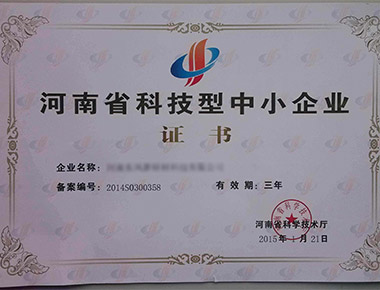 河南省科技型中小企业
证书
企业名称:
备案编号: 2014S0300358 有效期: 三年
河南省科学技术厅
2015年1月21日